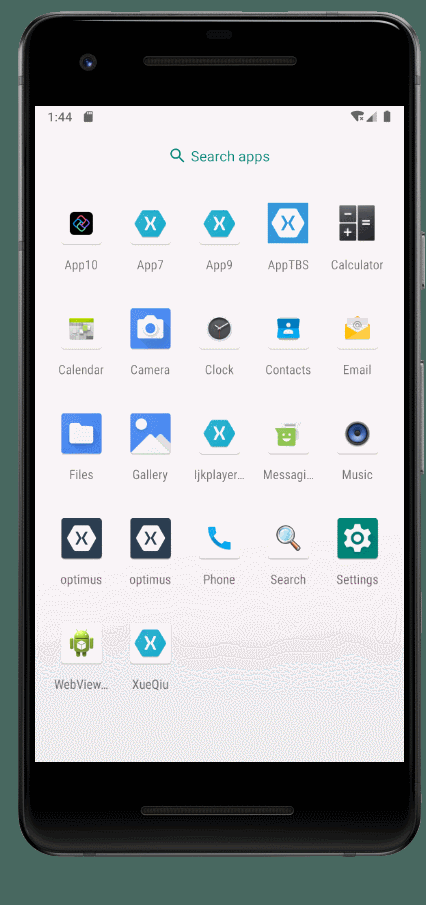 1:44
Search apps
App10 App7 App9 AppTBS Calculator
Calendar Camera Clock Contacts Email
Files Gallery Ijkplayer... Messagi... Music
optimus optimus Phone Search Settings
WebView... XueQiu